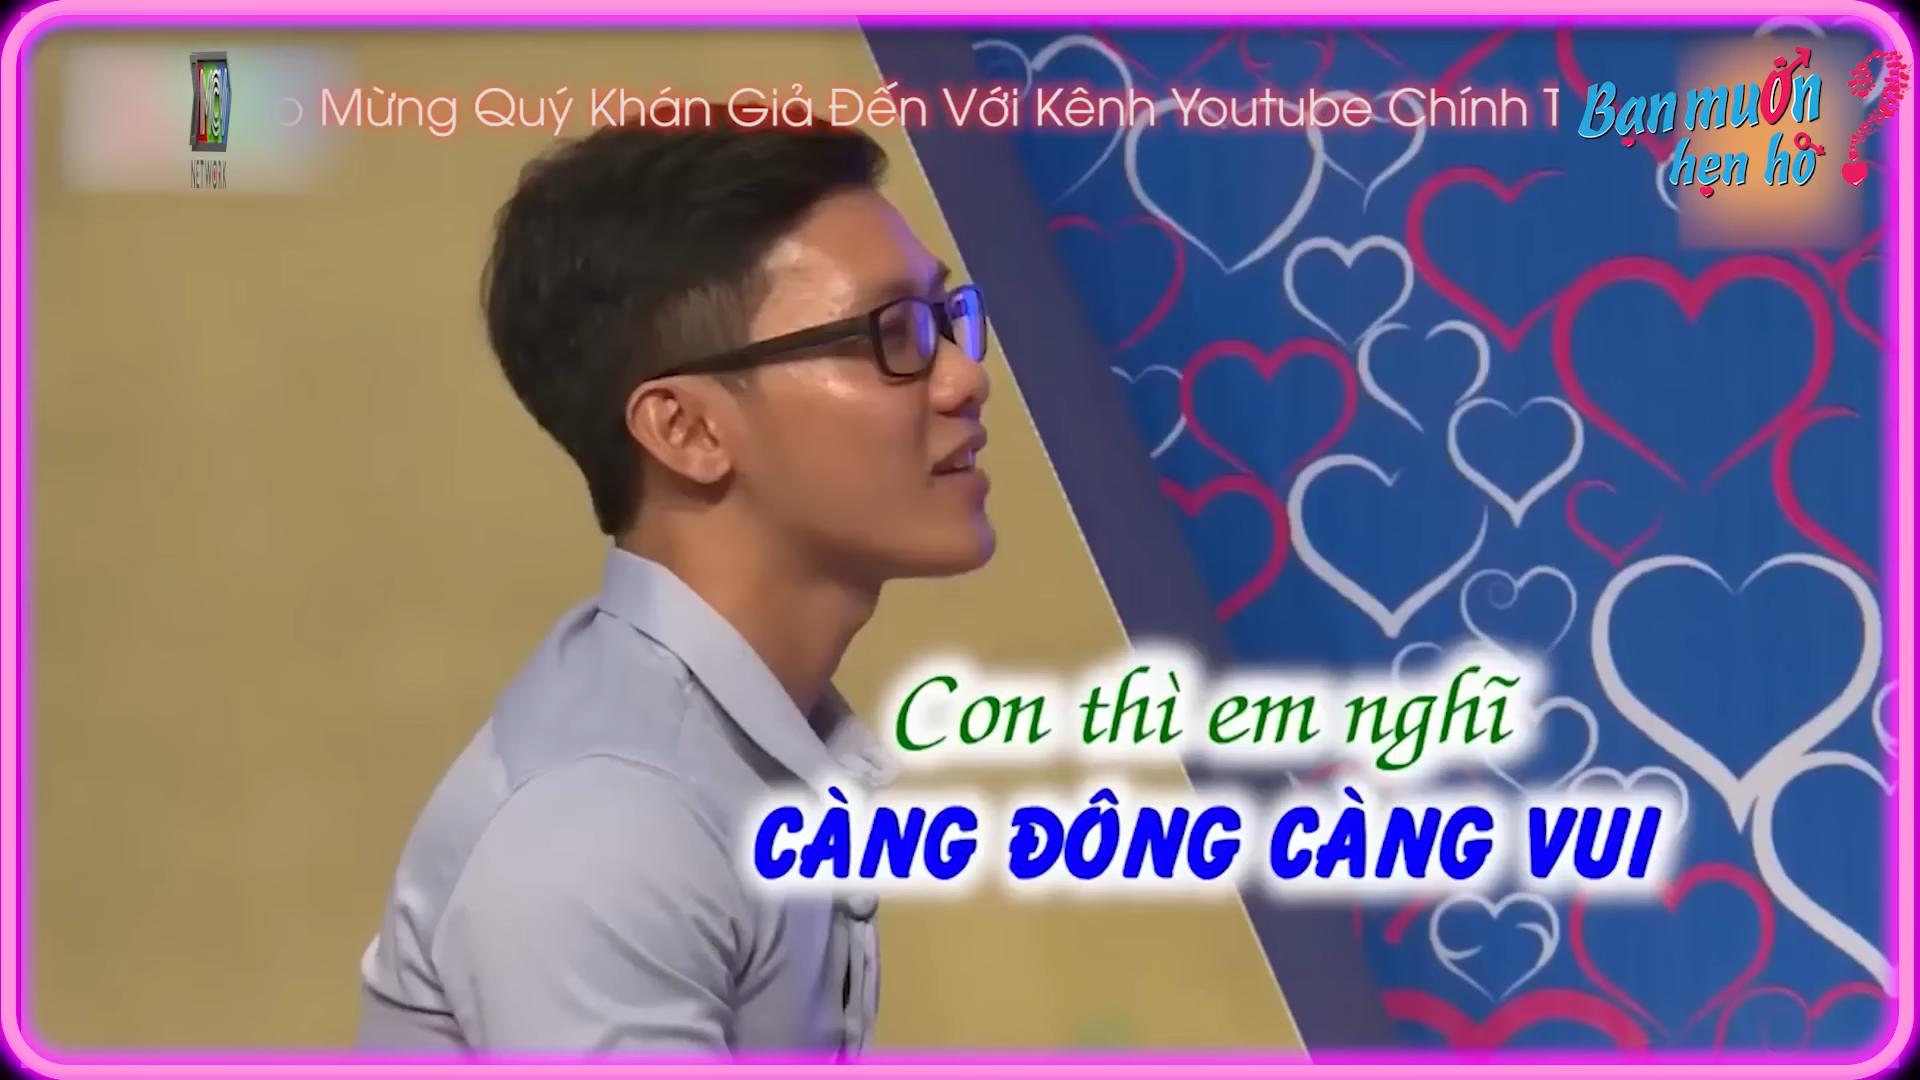 Mừng Quý Khán Giả Đến Với Kênh Youtube Chính T
Bạn muốn
hẹn hò
NETWORK
Con thì em nghĩ
CÀNG ĐÔNG CÀNG VUI